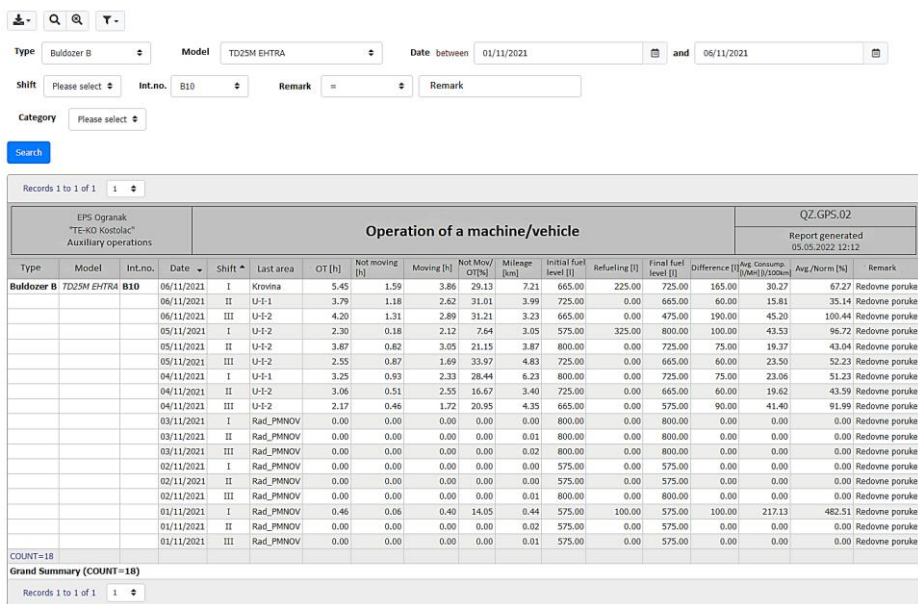 Type Buldozer B Model TD25M EHTRA Date between 01/11/2021 and 06/11/2021
Shift Please select Int.no. B10 Remark = Remark
Category Please select
Search
Records 1 to 1 of 1 1
EPS Ogranak
"TE-KO Kostolac"
Auxiliary operations
Operation of a machine/vehicle
QZ.GPS.02
Report generated
05.05.2022 12:12
Type Model Int.no. Date Shift Last area OT [h] Not moving [h] Moving [h] Not Mov/ OT[%] Mileage [km] Initial fuel level [l] Refueling [l] Final fuel level [l] Difference [l] Avg. Consump. [l/MH] [l/100km] Avg./Norm [%] Remark
Buldozer B TD25M EHTRA B10 06/11/2021 I Krovina 5.45 1.59 3.86 29.13 7.21 665.00 225.00 725.00 165.00 30.27 67.27 Redovne poruke
06/11/2021 II U-I-1 3.79 1.18 2.62 31.01 3.99 725.00 0.00 665.00 60.00 15.81 35.14 Redovne poruke
06/11/2021 III U-I-2 4.20 1.31 2.89 31.21 3.23 665.00 0.00 475.00 190.00 45.20 100.44 Redovne poruke
05/11/2021 I U-I-2 2.30 0.18 2.12 7.64 3.05 575.00 325.00 800.00 100.00 43.53 96.72 Redovne poruke
05/11/2021 II U-I-2 3.87 0.82 3.05 21.15 3.87 800.00 0.00 725.00 75.00 19.37 43.04 Redovne poruke
05/11/2021 III U-I-2 2.55 0.87 1.69 33.97 4.83 725.00 0.00 665.00 60.00 23.50 52.23 Redovne poruke
04/11/2021 I U-I-1 3.25 0.93 2.33 28.44 6.23 800.00 0.00 725.00 75.00 23.06 51.23 Redovne poruke
04/11/2021 II U-I-2 3.06 0.51 2.55 16.67 3.40 725.00 0.00 665.00 60.00 19.62 43.59 Redovne poruke
04/11/2021 III U-I-2 2.17 0.46 1.72 20.95 4.35 665.00 0.00 575.00 90.00 41.40 91.99 Redovne poruke
03/11/2021 I Rad_PMNOV 0.00 0.00 0.00 0.00 0.00 800.00 0.00 800.00 0.00 0.00 0.00 Redovne poruke
03/11/2021 II Rad_PMNOV 0.00 0.00 0.00 0.00 0.01 800.00 0.00 800.00 0.00 0.00 0.00 Redovne poruke
03/11/2021 III Rad_PMNOV 0.00 0.00 0.00 0.00 0.02 800.00 0.00 800.00 0.00 0.00 0.00 Redovne poruke
02/11/2021 I Rad_PMNOV 0.00 0.00 0.00 0.00 0.00 575.00 0.00 575.00 0.00 0.00 0.00 Redovne poruke
02/11/2021 II Rad_PMNOV 0.00 0.00 0.00 0.00 0.00 575.00 0.00 575.00 0.00 0.00 0.00 Redovne poruke
02/11/2021 III Rad_PMNOV 0.00 0.00 0.00 0.00 0.01 800.00 0.00 800.00 0.00 0.00 0.00 Redovne poruke
01/11/2021 I Rad_PMNOV 0.46 0.06 0.40 14.05 0.44 575.00 100.00 575.00 100.00 217.13 482.51 Redovne poruke
01/11/2021 II Rad_PMNOV 0.00 0.00 0.00 0.00 0.02 575.00 0.00 575.00 0.00 0.00 0.00 Redovne poruke
01/11/2021 III Rad_PMNOV 0.00 0.00 0.00 0.00 0.01 575.00 0.00 575.00 0.00 0.00 0.00 Redovne poruke
COUNT=18
Grand Summary (COUNT=18)
Records 1 to 1 of 1 1